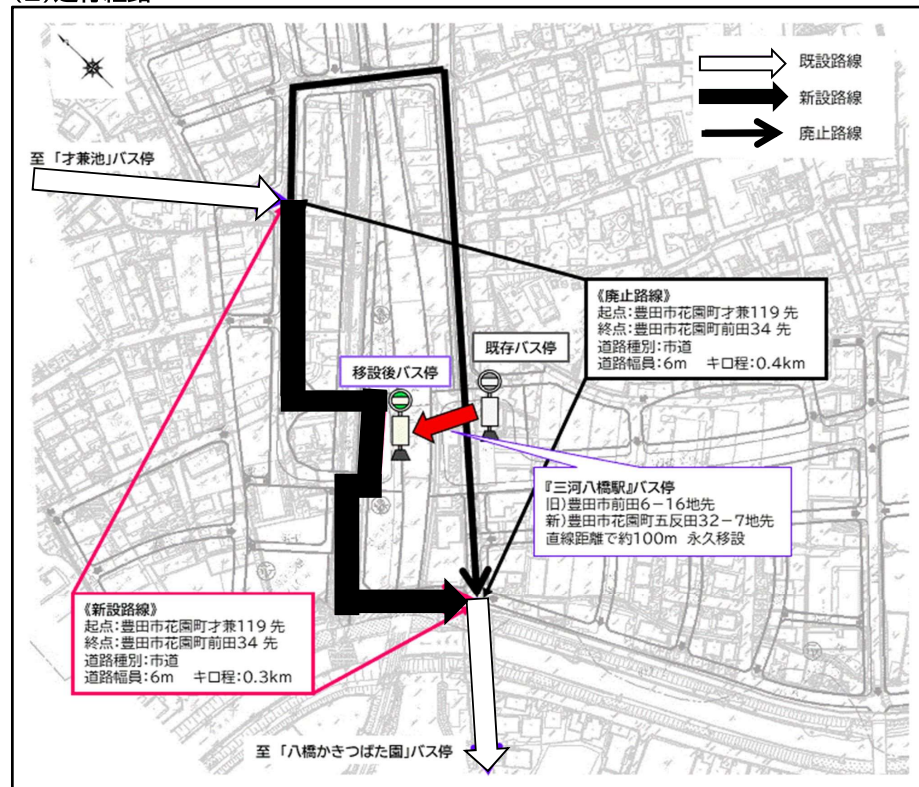 既設路線
新設路線
廃止路線
至 「才兼池」バス停
《廃止路線》
起点:豊田市花園町才兼119 先
終点:豊田市花園町前田34 先
道路種別:市道
道路幅員:6m キロ程:0.4km
既存バス停
移設後バス停
『三河八橋駅』バス停
旧)豊田市前田6-16地先
新)豊田市花園町五反田32-7地先
直線距離で約100m 永久移設
《新設路線》
起点:豊田市花園町才兼119 先
終点:豊田市花園町前田34 先
道路種別:市道
道路幅員:6m キロ程:0.3km
至 「八橋かきつばた園」バス停